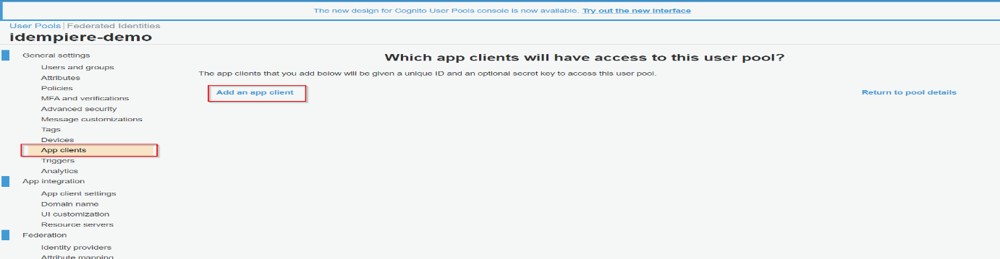 The new design for Cognito User Pools console is now available. Try out the new interface
User Pools | Federated Identities
idempiere-demo
General settings
Users and groups
Attributes
Policies
MFA and verifications
Advanced security
Message customizations
Tags
Devices
App clients
Triggers
Analytics
App integration
App client settings
Domain name
UI customization
Resource servers
Federation
Identity providers
Attribute mapping
Which app clients will have access to this user pool?
The app clients that you add below will be given a unique ID and an optional secret key to access this user pool.
Add an app client
Return to pool details